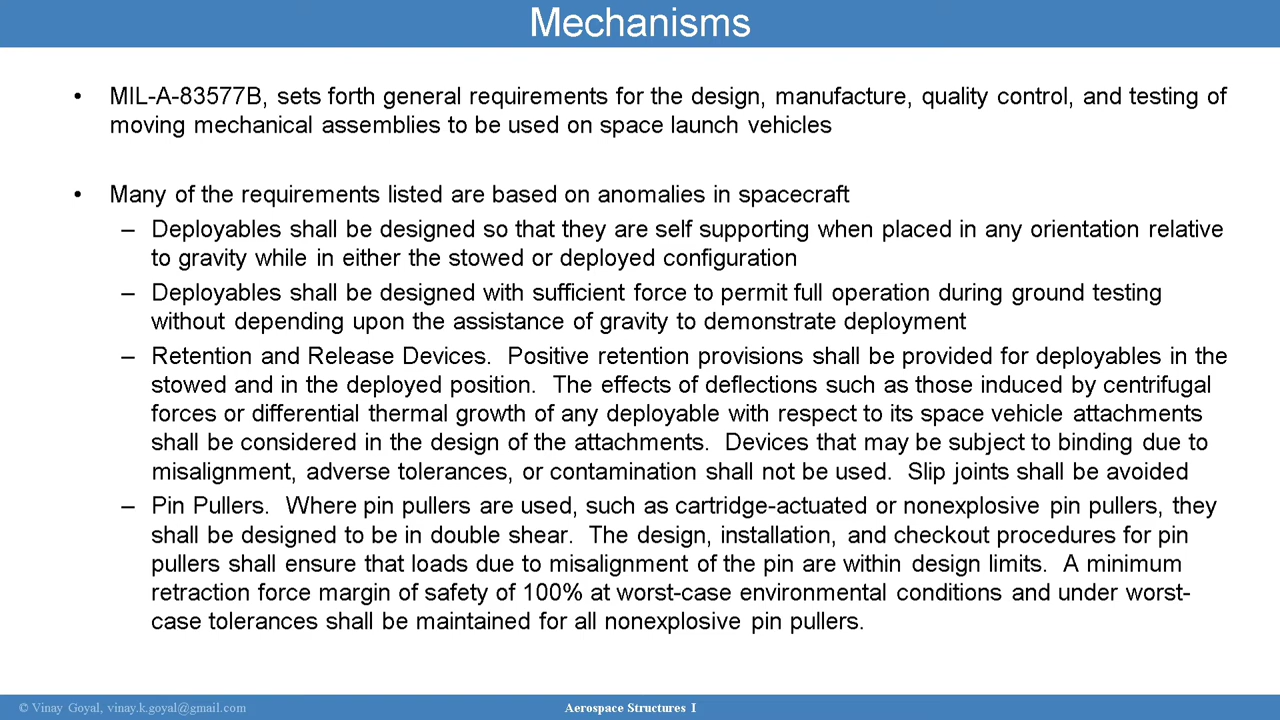 Mechanisms
• MIL-A-83577B, sets forth general requirements for the design, manufacture, quality control, and testing of
moving mechanical assemblies to be used on space launch vehicles
• Many of the requirements listed are based on anomalies in spacecraft
– Deployables shall be designed so that they are self supporting when placed in any orientation relative
to gravity while in either the stowed or deployed configuration
– Deployables shall be designed with sufficient force to permit full operation during ground testing
without depending upon the assistance of gravity to demonstrate deployment
– Retention and Release Devices.  Positive retention provisions shall be provided for deployables in the
stowed and in the deployed position.  The effects of deflections such as those induced by centrifugal
forces or differential thermal growth of any deployable with respect to its space vehicle attachments
shall be considered in the design of the attachments.  Devices that may be subject to binding due to
misalignment, adverse tolerances, or contamination shall not be used.  Slip joints shall be avoided
– Pin Pullers.  Where pin pullers are used, such as cartridge-actuated or nonexplosive pin pullers, they
shall be designed to be in double shear.  The design, installation, and checkout procedures for pin
pullers shall ensure that loads due to misalignment of the pin are within design limits.  A minimum
retraction force margin of safety of 100% at worst-case environmental conditions and under worst-
case tolerances shall be maintained for all nonexplosive pin pullers.
© Vinay Goyal, vinay.k.goyal@gmail.com
Aerospace Structures I